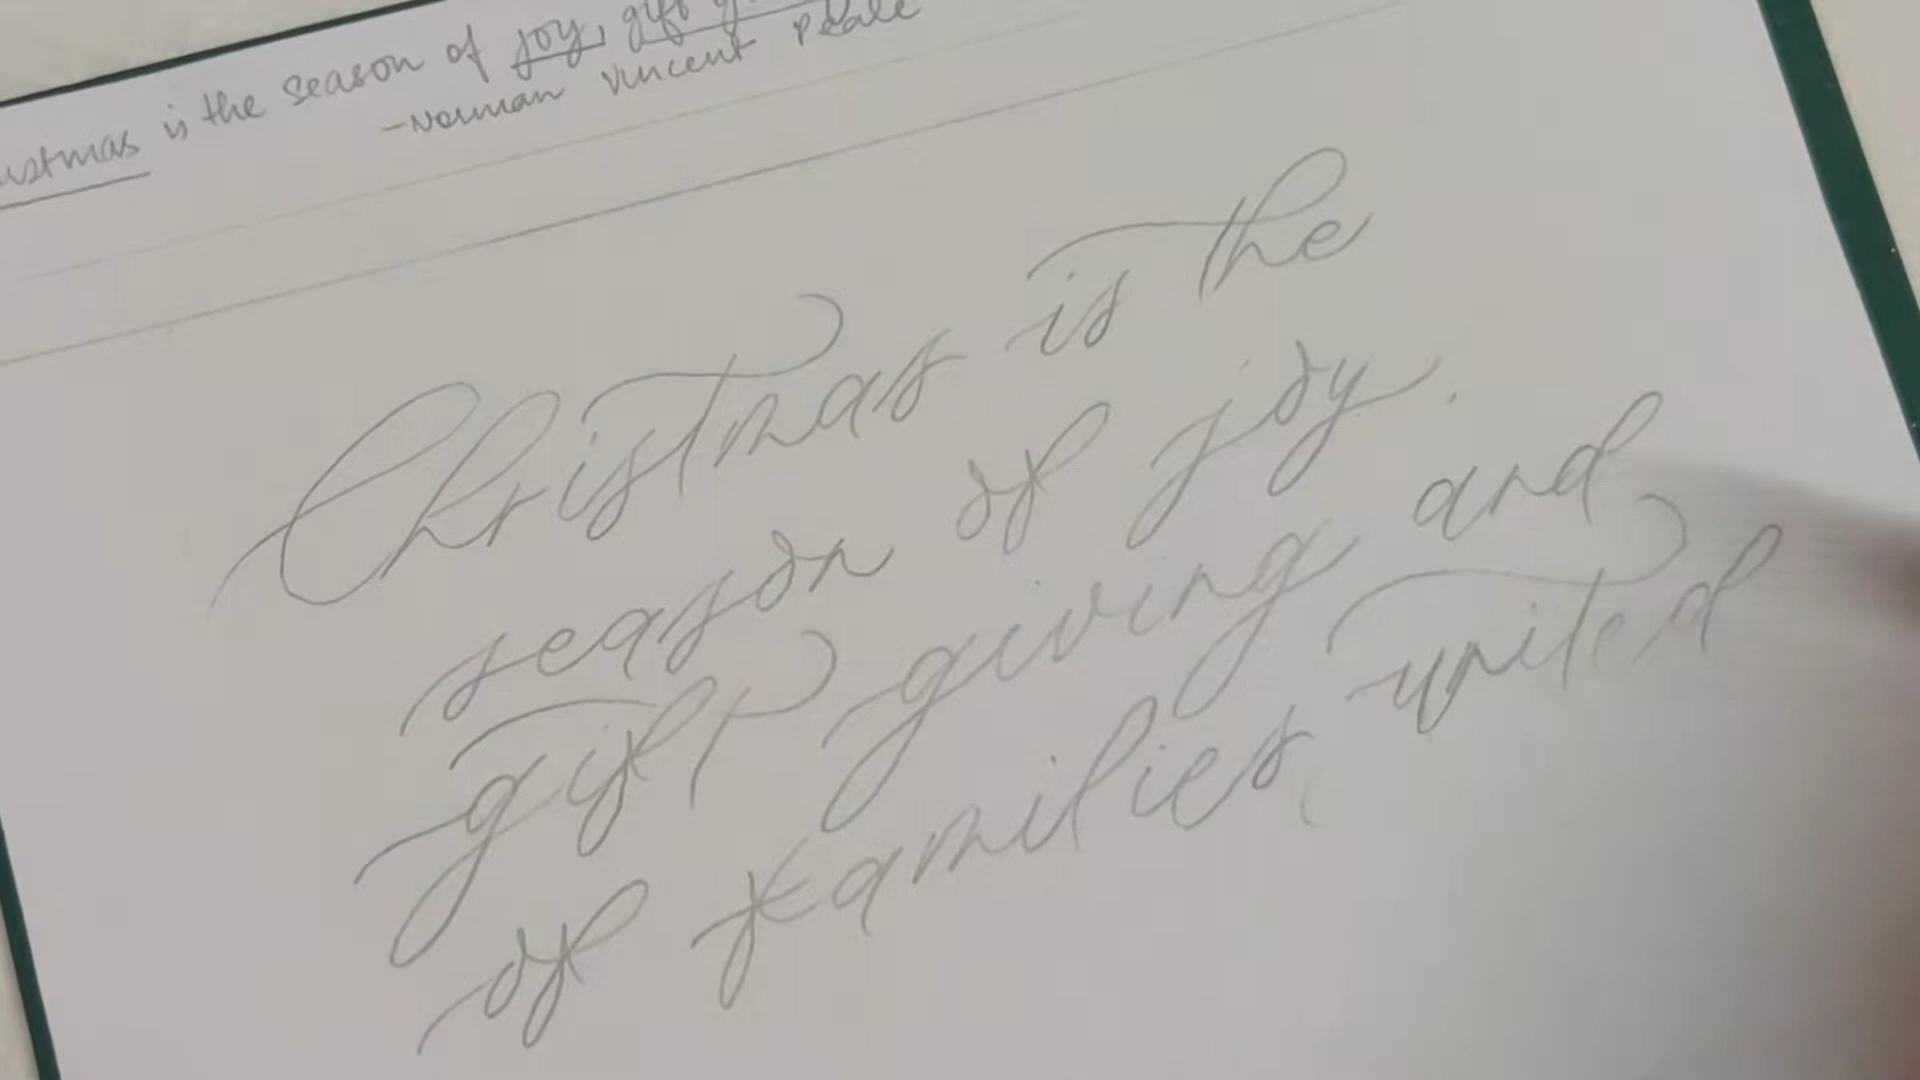 ustmas is the season of joy, gift g
-Norman Vincent Peale
Christmas is the
season of joy.
gift giving and
of families united